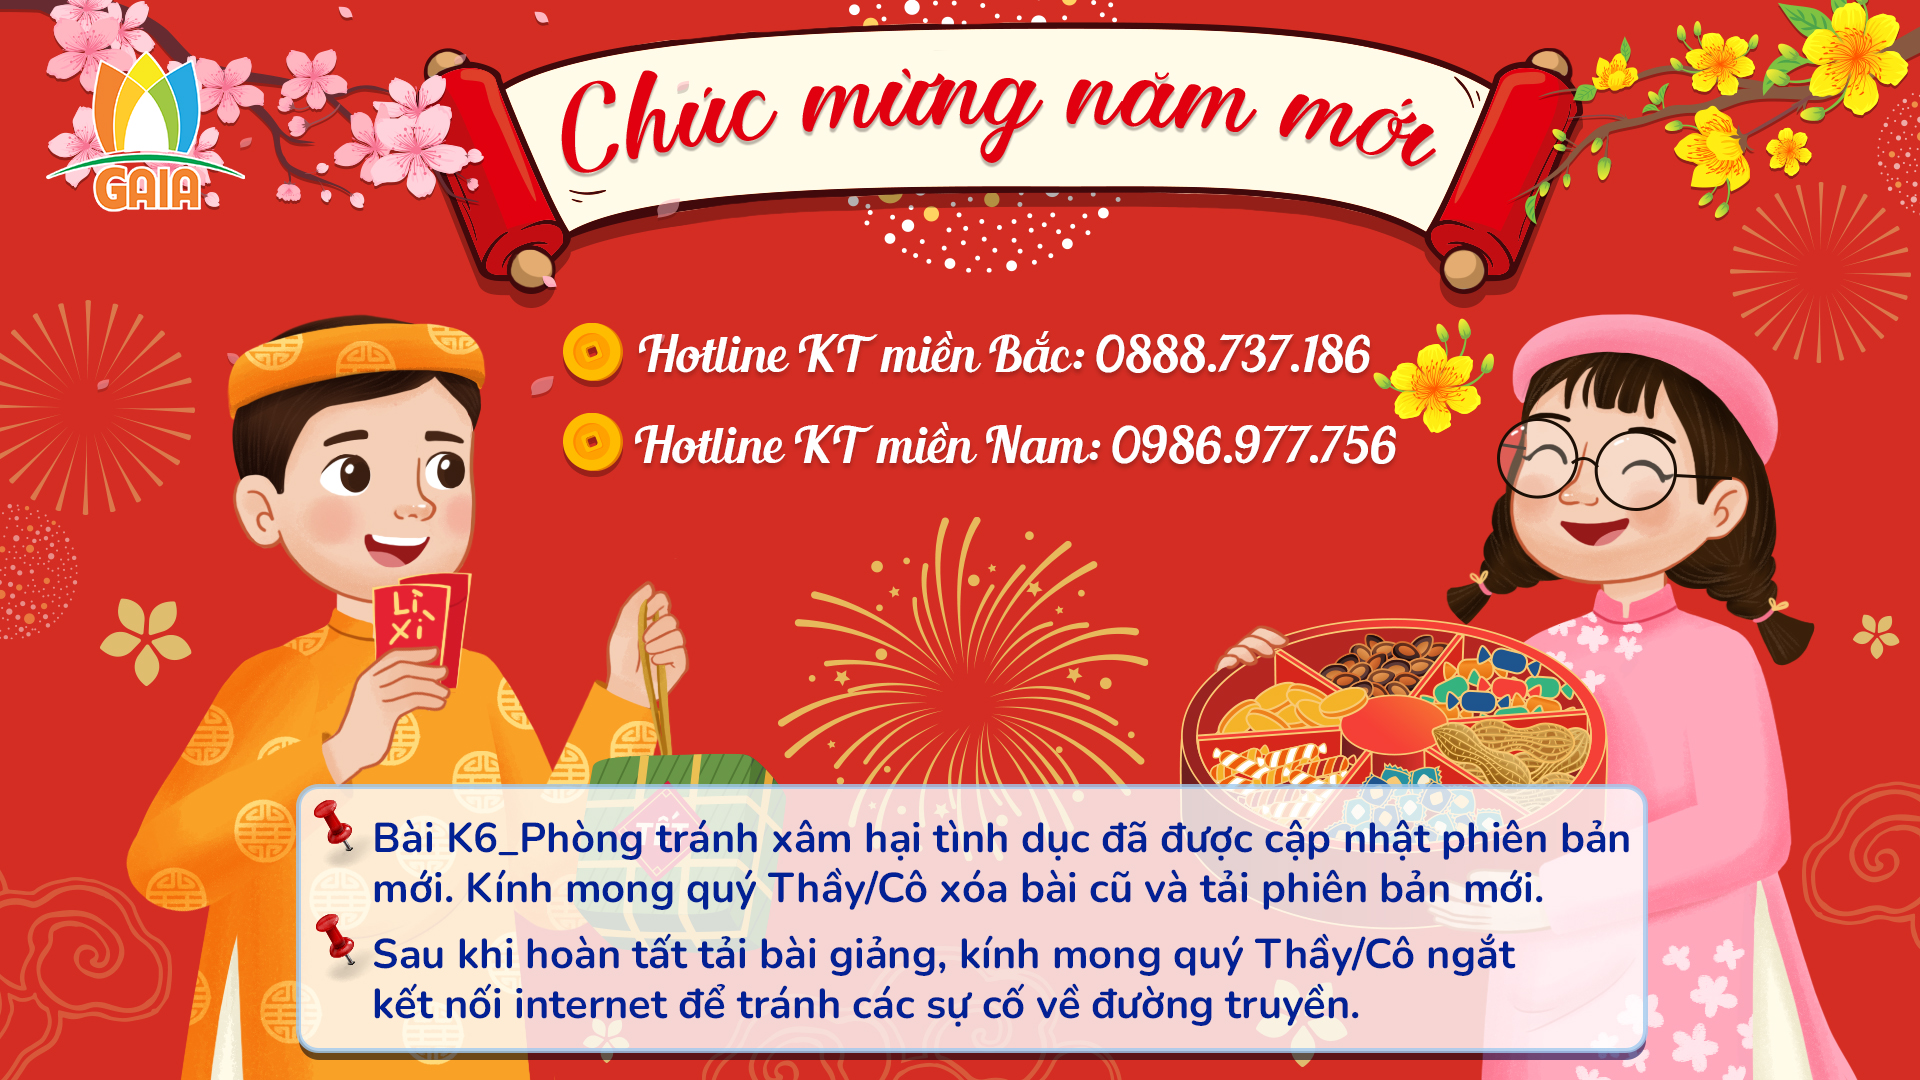 GAIA
Chúc mừng năm mới
Hotline KT miền Bắc: 0888.737.186
Hotline KT miền Nam: 0986.977.756
Lì
Xì
TẾT
Bài K6_Phòng tránh xâm hại tình dục đã được cập nhật phiên bản
mới. Kính mong quý Thầy/Cô xóa bài cũ và tải phiên bản mới.
Sau khi hoàn tất tải bài giảng, kính mong quý Thầy/Cô ngắt
kết nối internet để tránh các sự cố về đường truyền.